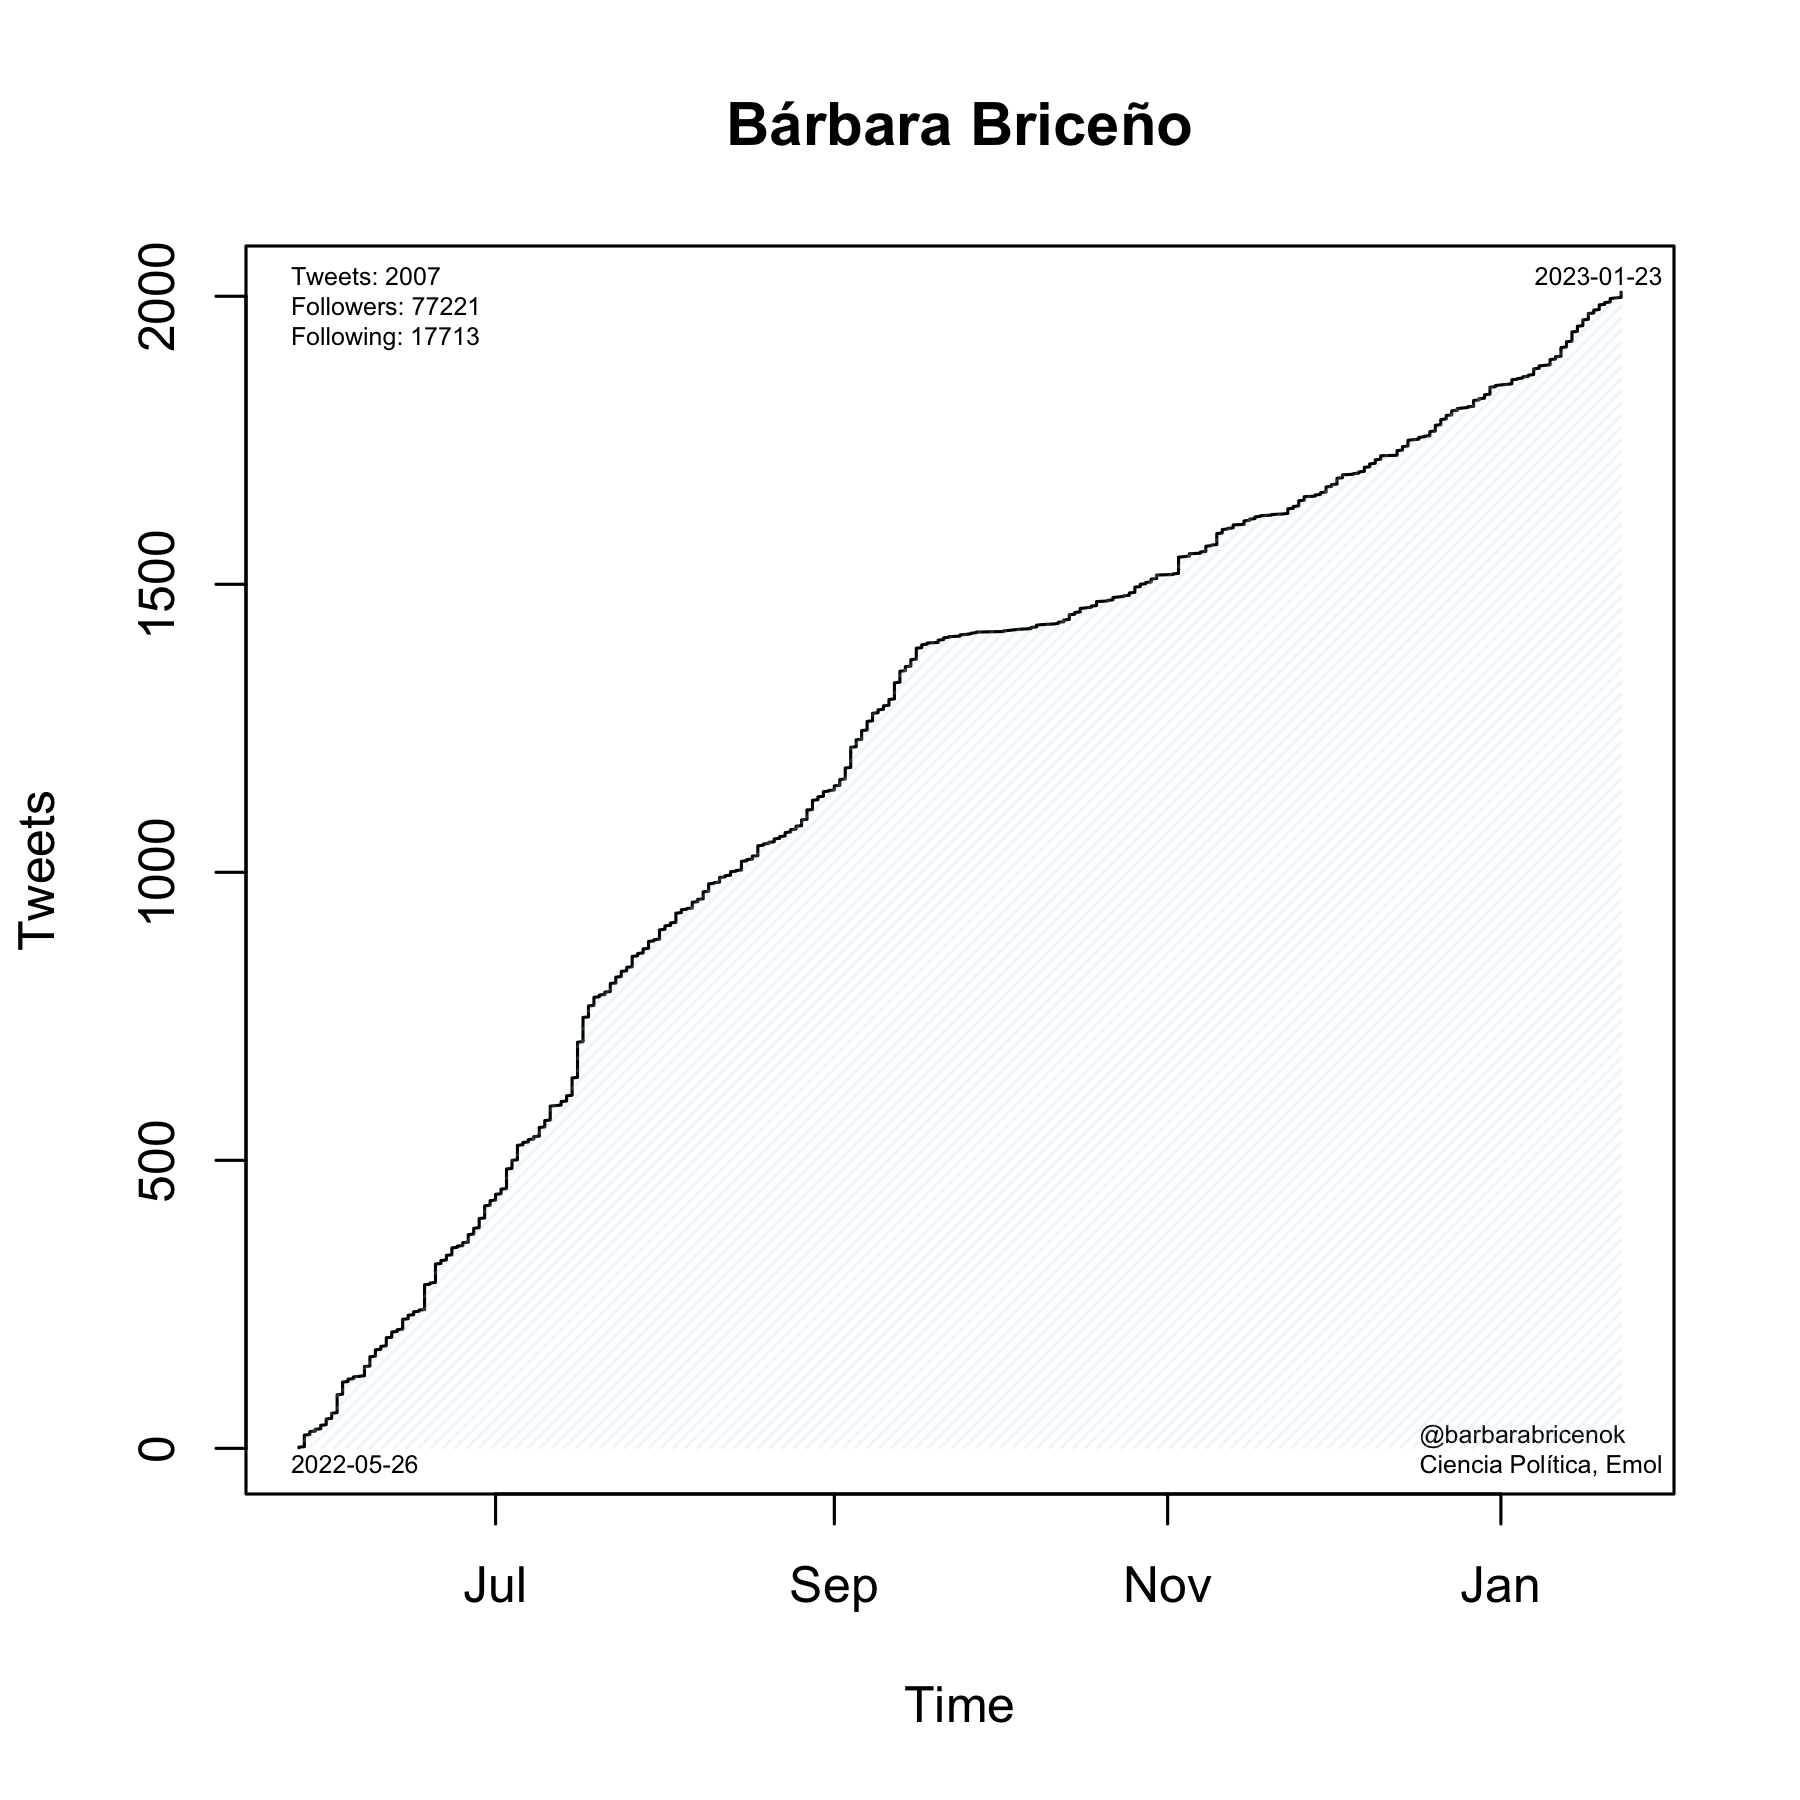 Bárbara Briceño
Tweets: 2007
Followers: 77221
Following: 17713
2023-01-23
2000
1500
1000
500
0
Tweets
@barbarabricenok
Ciencia Política, Emol
2022-05-26
Jul
Sep
Nov
Jan
Time